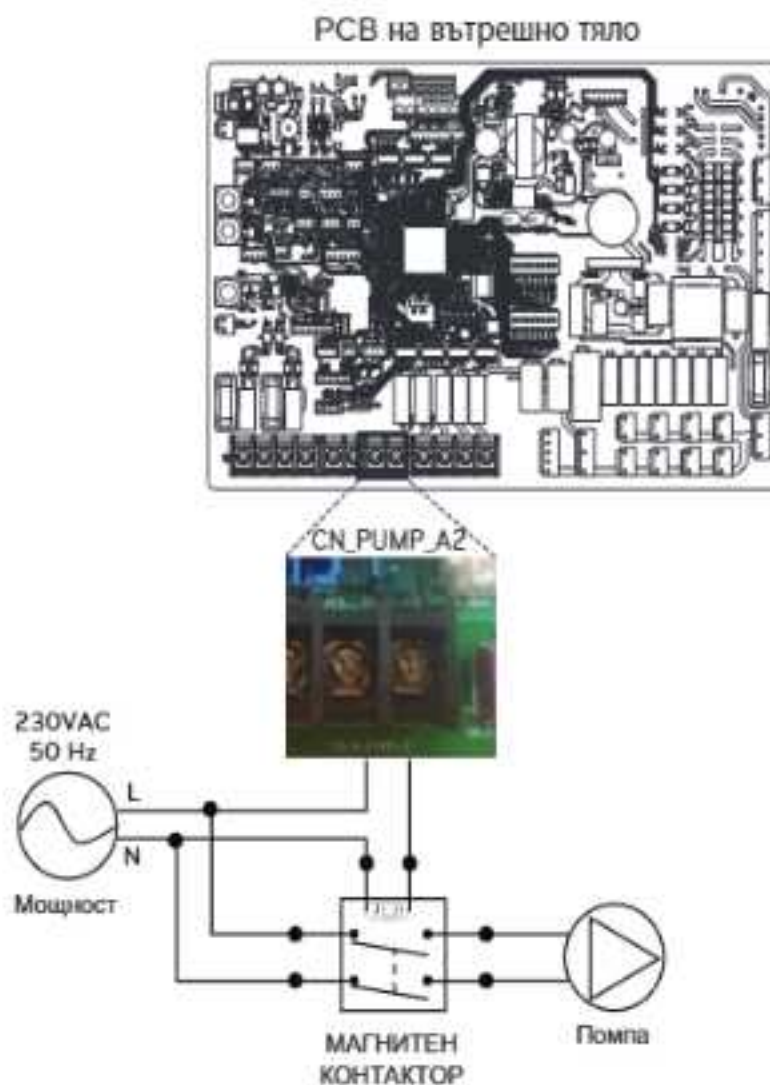 PCB на вътрешно тяло
CN_PUMP_A2
230VAC
50 Hz
L
N
Мощност
МАГНИТЕН
КОНТАКТОР
Помпа